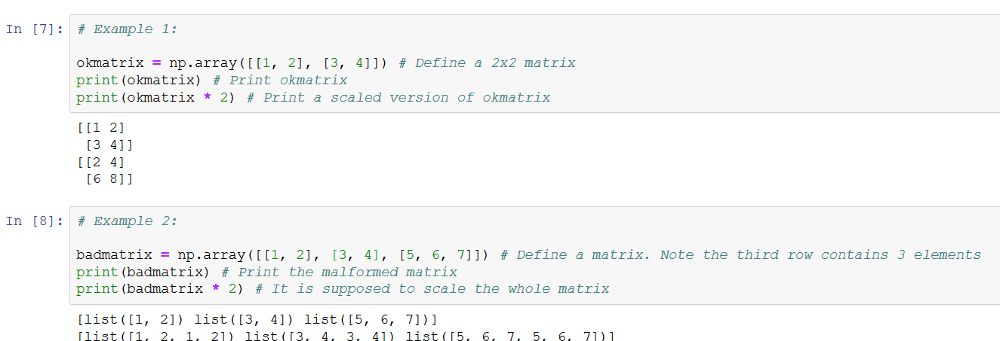 In [7]: # Example 1:
okmatrix = np.array([[1, 2], [3, 4]]) # Define a 2x2 matrix
print(okmatrix) # Print okmatrix
print(okmatrix * 2) # Print a scaled version of okmatrix
[[1 2]
 [3 4]]
[[2 4]
 [6 8]]
In [8]: # Example 2:
badmatrix = np.array([[1, 2], [3, 4], [5, 6, 7]]) # Define a matrix. Note the third row contains 3 elements
print(badmatrix) # Print the malformed matrix
print(badmatrix * 2) # It is supposed to scale the whole matrix
[list([1, 2]) list([3, 4]) list([5, 6, 7])]
[list([1, 2, 1, 2]) list([3, 4, 3, 4]) list([5, 6, 7, 5, 6, 7])]